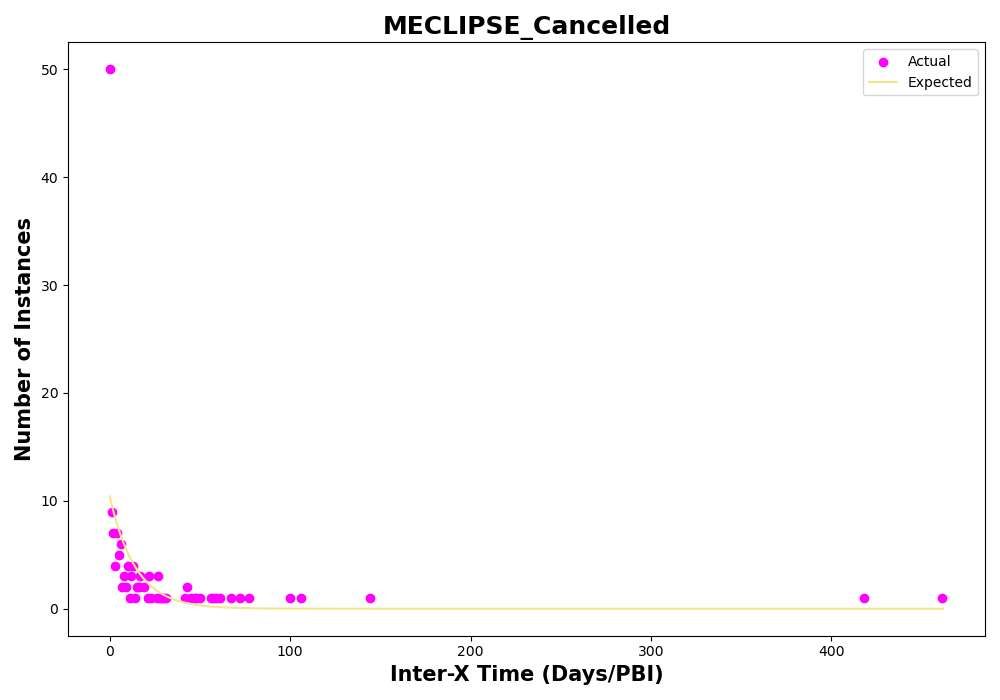 MECLIPSE_Cancelled
Actual
Expected
Number of Instances
50
40
30
20
10
0
0
100
200
300
400
Inter-X Time (Days/PBI)